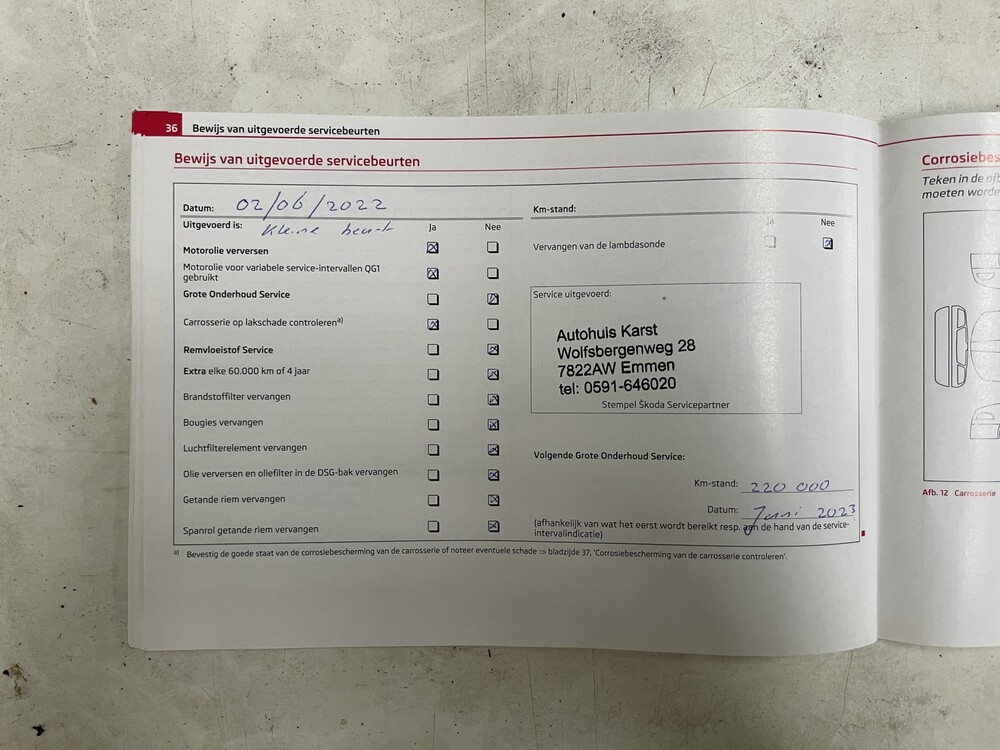 36 Bewijs van uitgevoerde servicebeurten
Bewijs van uitgevoerde servicebeurten
Datum: 02/06/2022
Uitgevoerd is: Kleine beurt
Ja Nee
Motorolie verversen
Motorolie voor variabele service-intervallen QG1
gebruikt
Grote Onderhoud Service
Carrosserie op lakschade controleren a)
Remvloeistof Service
Extra elke 60.000 km of 4 jaar
Brandstoffilter vervangen
Bougies vervangen
Luchtfilterelement vervangen
Olie verversen en oliefilter in de DSG-bak vervangen
Getande riem vervangen
Spanrol getande riem vervangen
Km-stand:
Ja Nee
Vervangen van de lambdasonde
Service uitgevoerd:
Autohuis Karst
Wolfsbergenweg 28
7822AW Emmen
tel: 0591-646020
Stempel Škoda Servicepartner
Volgende Grote Onderhoud Service:
Km-stand: 220 000
Datum: Juni 2023
(afhankelijk van wat het eerst wordt bereikt resp. aan de hand van de service-
intervalindicatie)
a) Bevestig de goede staat van de corrosiebescherming van de carrosserie of noteer eventuele schade ⇒ bladzijde 37, 'Corrosiebescherming van de carrosserie controleren'.
Corrosiebes
Teken in de
moeten worde
Afb. 12 Carrosserie